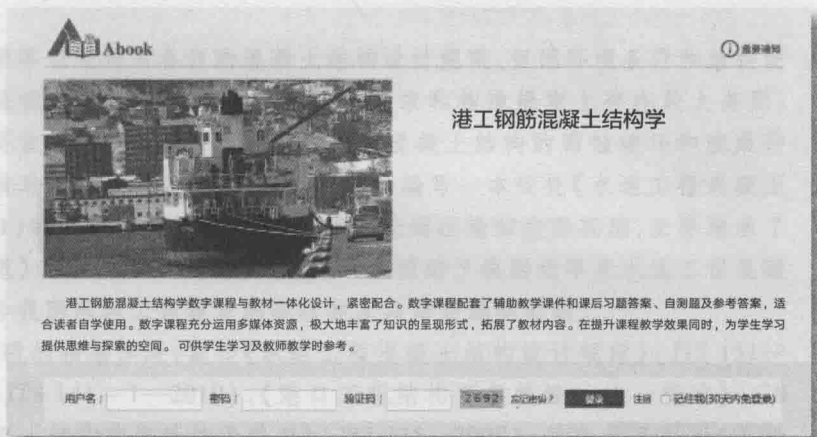 Abook
重要通知
港工钢筋混凝土结构学
港工钢筋混凝土结构学数字课程与教材一体化设计，紧密配合。数字课程配套了辅助教学课件和课后习题答案、自测题及参考答案，适
合读者自学使用。数字课程充分运用多媒体资源，极大地丰富了知识的呈现形式，拓展了教材内容。在提升课程教学效果同时，为学生学习
提供思维与探索的空间。可供学生学习及教师教学时参考。
用户名： 密码： 验证码： 2692 忘记密码？ 登录 注册 记住我(30天内免登录)